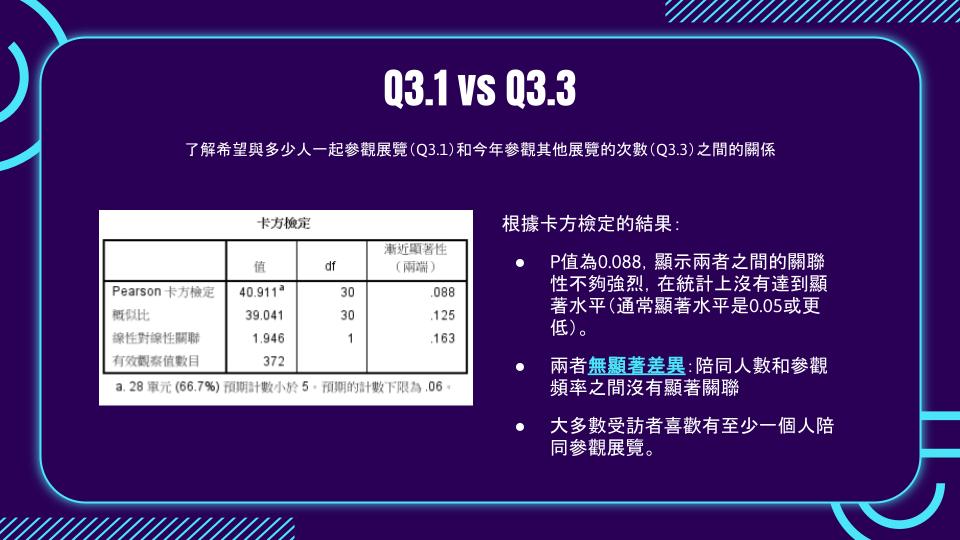 Q3.1 vs Q3.3
了解希望與多少人一起參觀展覽(Q3.1)和今年參觀其他展覽的次數(Q3.3)之間的關係
卡方檢定
值 df 漸近顯著性（兩端）
Pearson 卡方檢定 40.911a 30 .088
概似比 39.041 30 .125
線性對線性關聯 1.946 1 .163
有效觀察值數目 372
a. 28 單元 (66.7%) 預期計數小於 5。預期的計數下限為 .06。
根據卡方檢定的結果：
● P值為0.088，顯示兩者之間的關聯
性不夠強烈，在統計上沒有達到顯
著水平(通常顯著水平是0.05或更
低)。
● 兩者無顯著差異：陪同人數和參觀
頻率之間沒有顯著關聯
● 大多數受訪者喜歡有至少一個人陪
同參觀展覽。